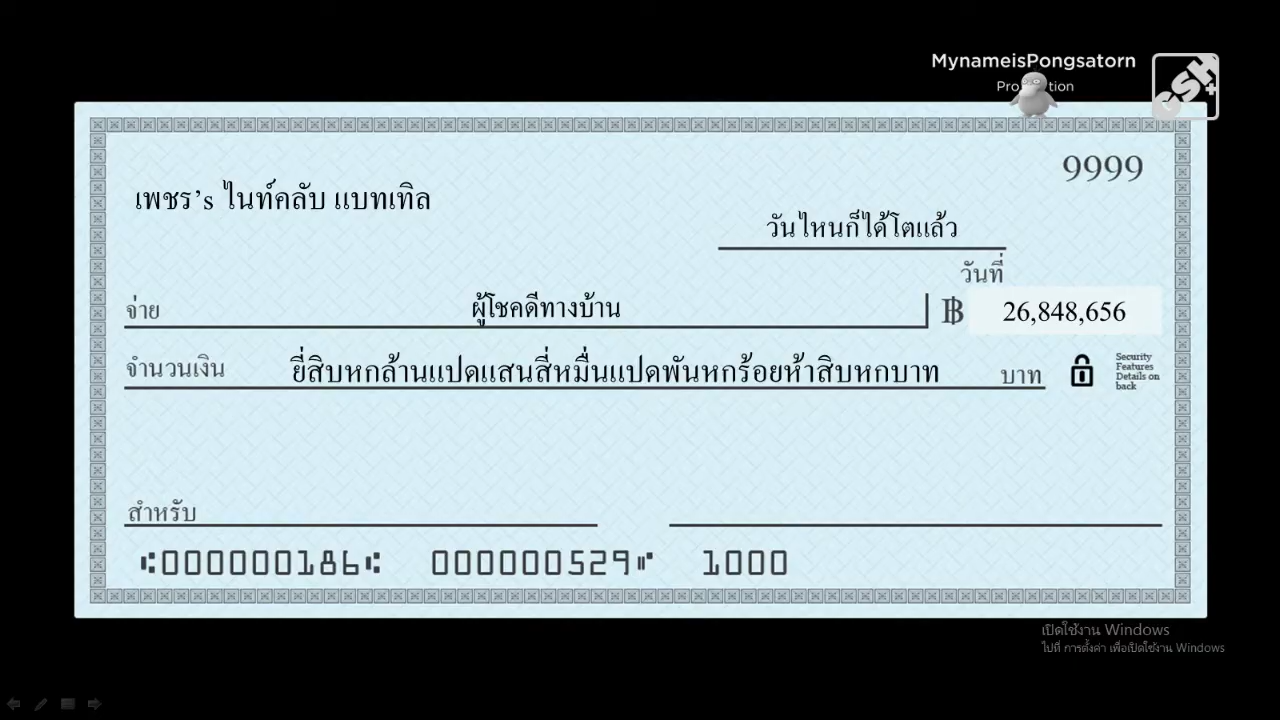 MynameisPongsatorn
csh+
9999
เพชร’s ไนท์คลับ แบทเทิล
วันไหนก็ได้โตแล้ว
วันที่
จ่าย ผู้โชคดีทางบ้าน ฿ 26,848,656
จำนวนเงิน ยี่สิบหกล้านแปดแสนสี่หมื่นแปดพันหกร้อยห้าสิบหกบาท บาท
Security
Features
Details on
back
สำหรับ
⑆000000186⑆ 000000529⑈ 1000
เปิดใช้งาน Windows
ไปที่ การตั้งค่า เพื่อเปิดใช้งาน Windows